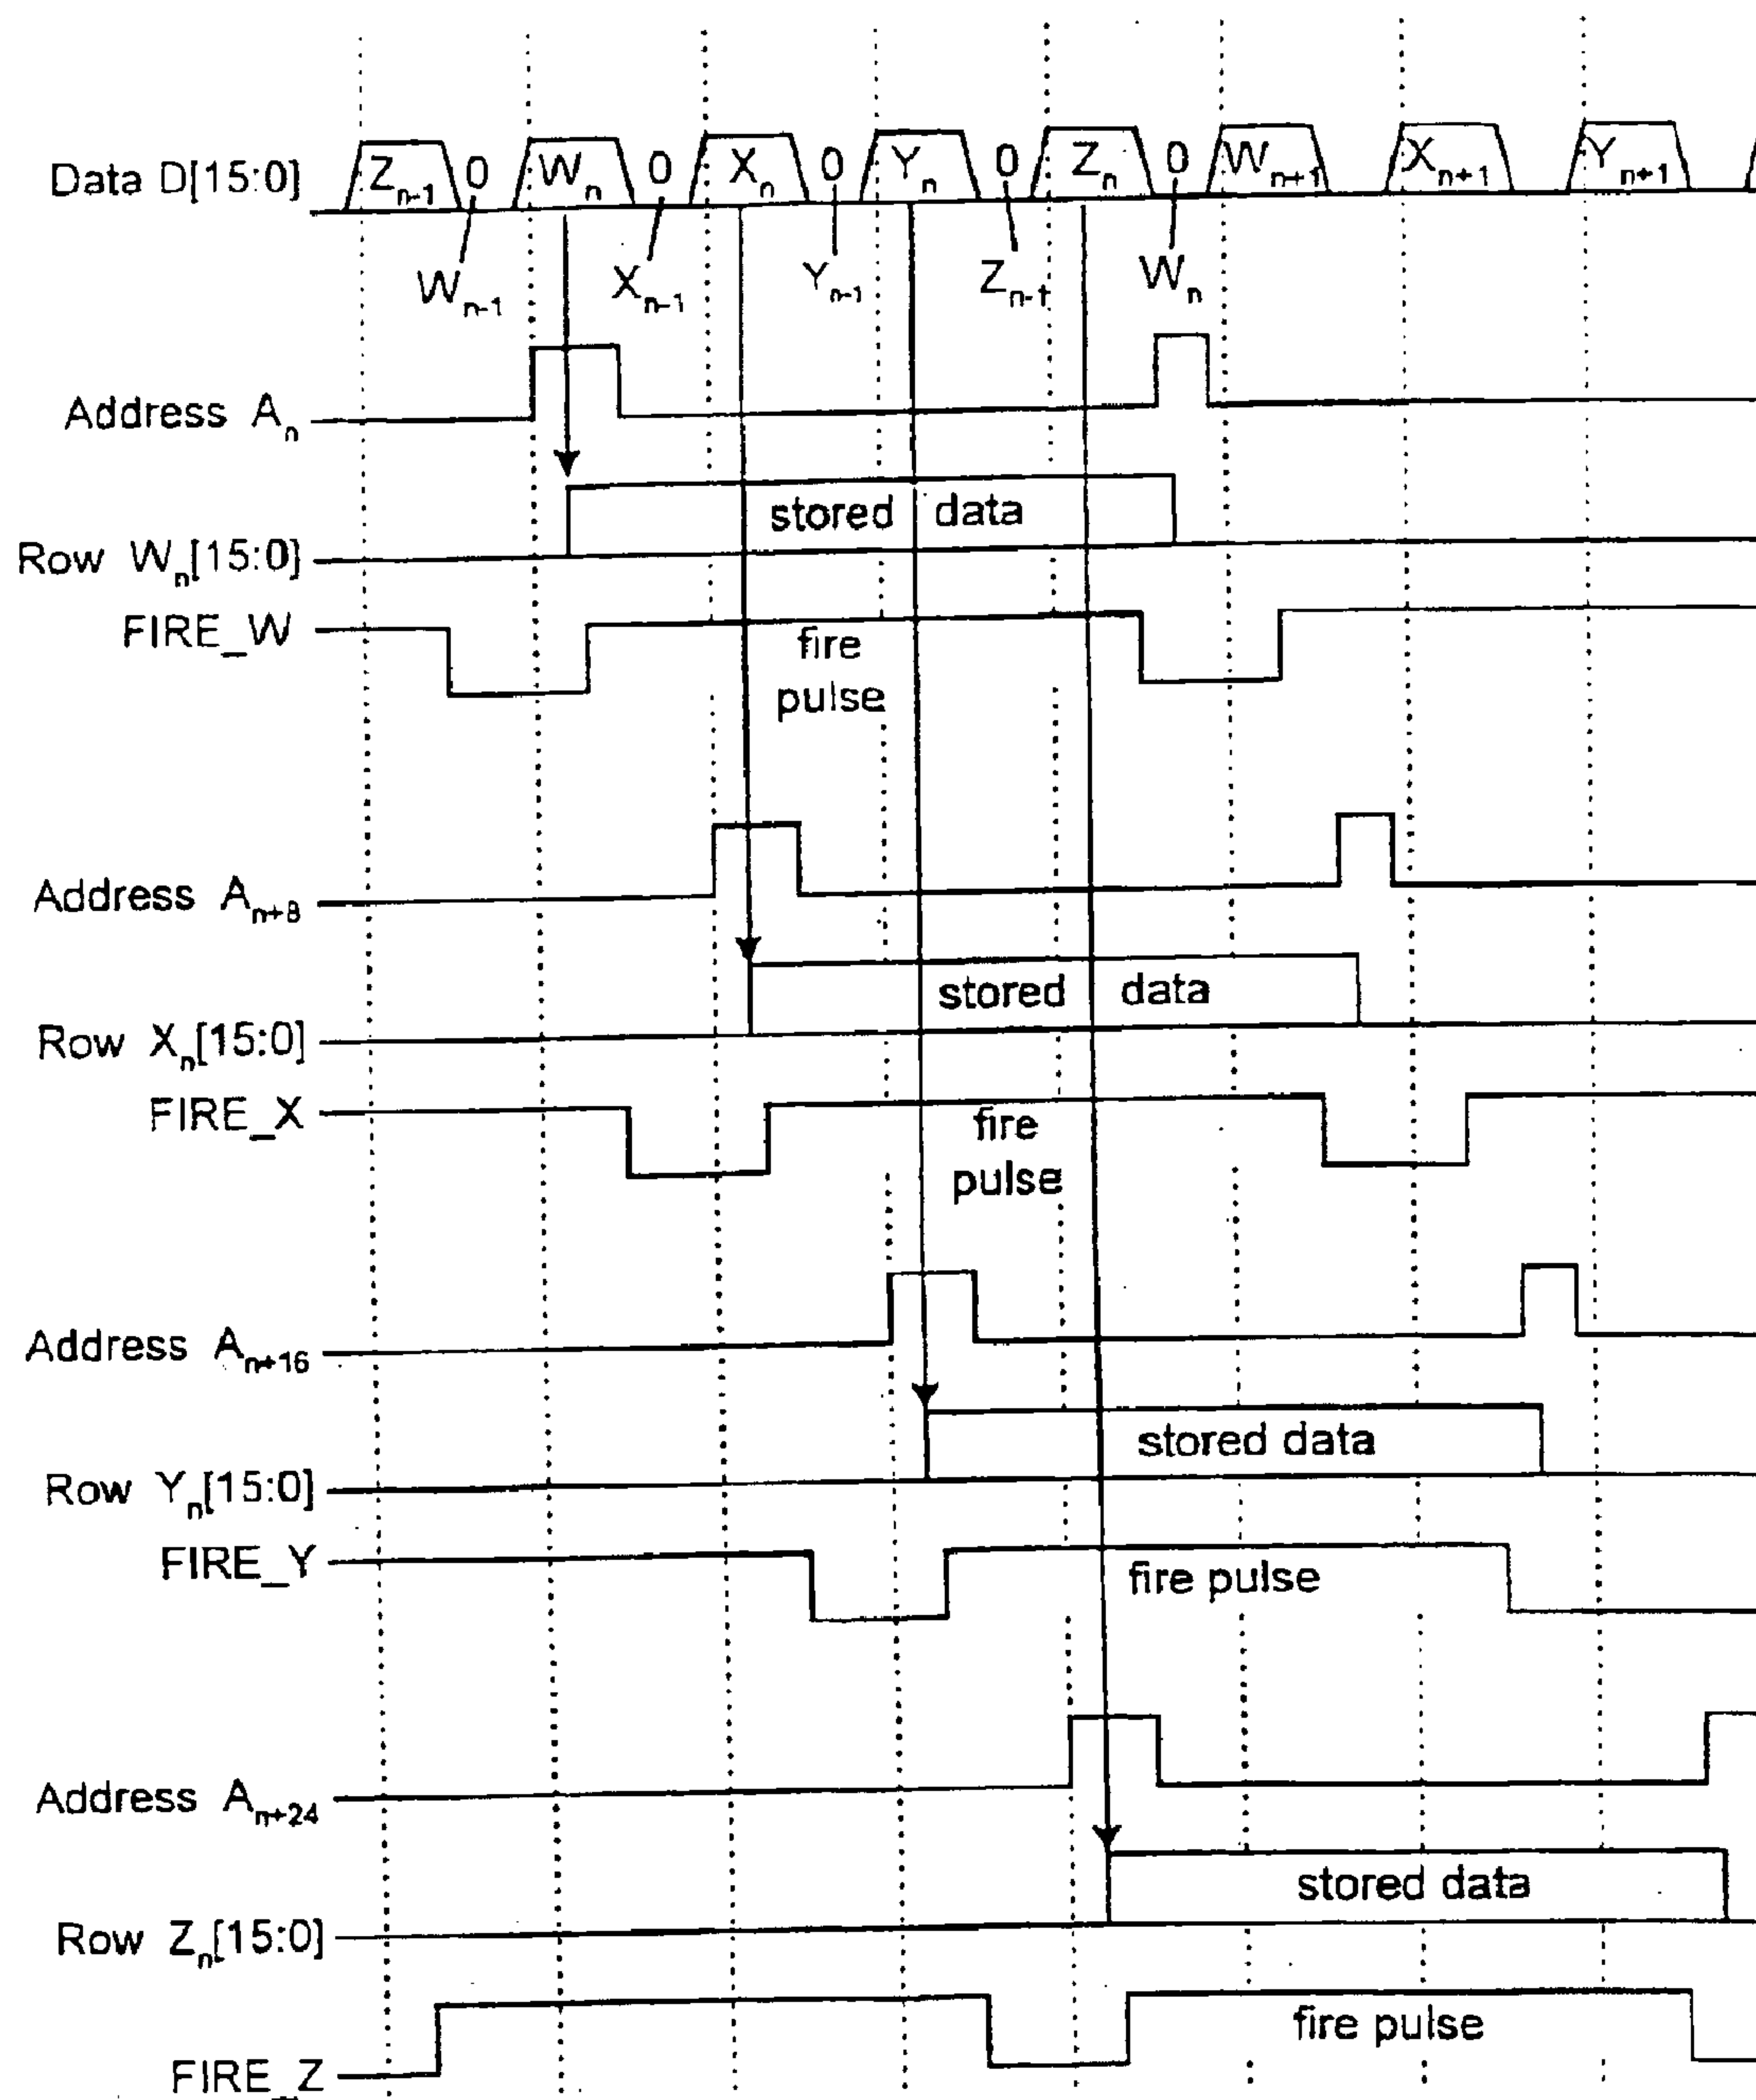 Data D[15:0] Zn-1 0 Wn 0 Xn 0 Yn 0 Zn 0 Wn+1 Xn+1 Yn+1
Wn-1 Xn-1 Yn-1 Zn-1 Wn
Address An
stored data
Row Wn[15:0]
FIRE_W
fire
pulse
Address An+8
stored data
Row Xn[15:0]
FIRE_X
fire
pulse
Address An+16
stored data
Row Yn[15:0]
FIRE_Y
fire pulse
Address An+24
stored data
Row Zn[15:0]
fire pulse
FIRE_Z